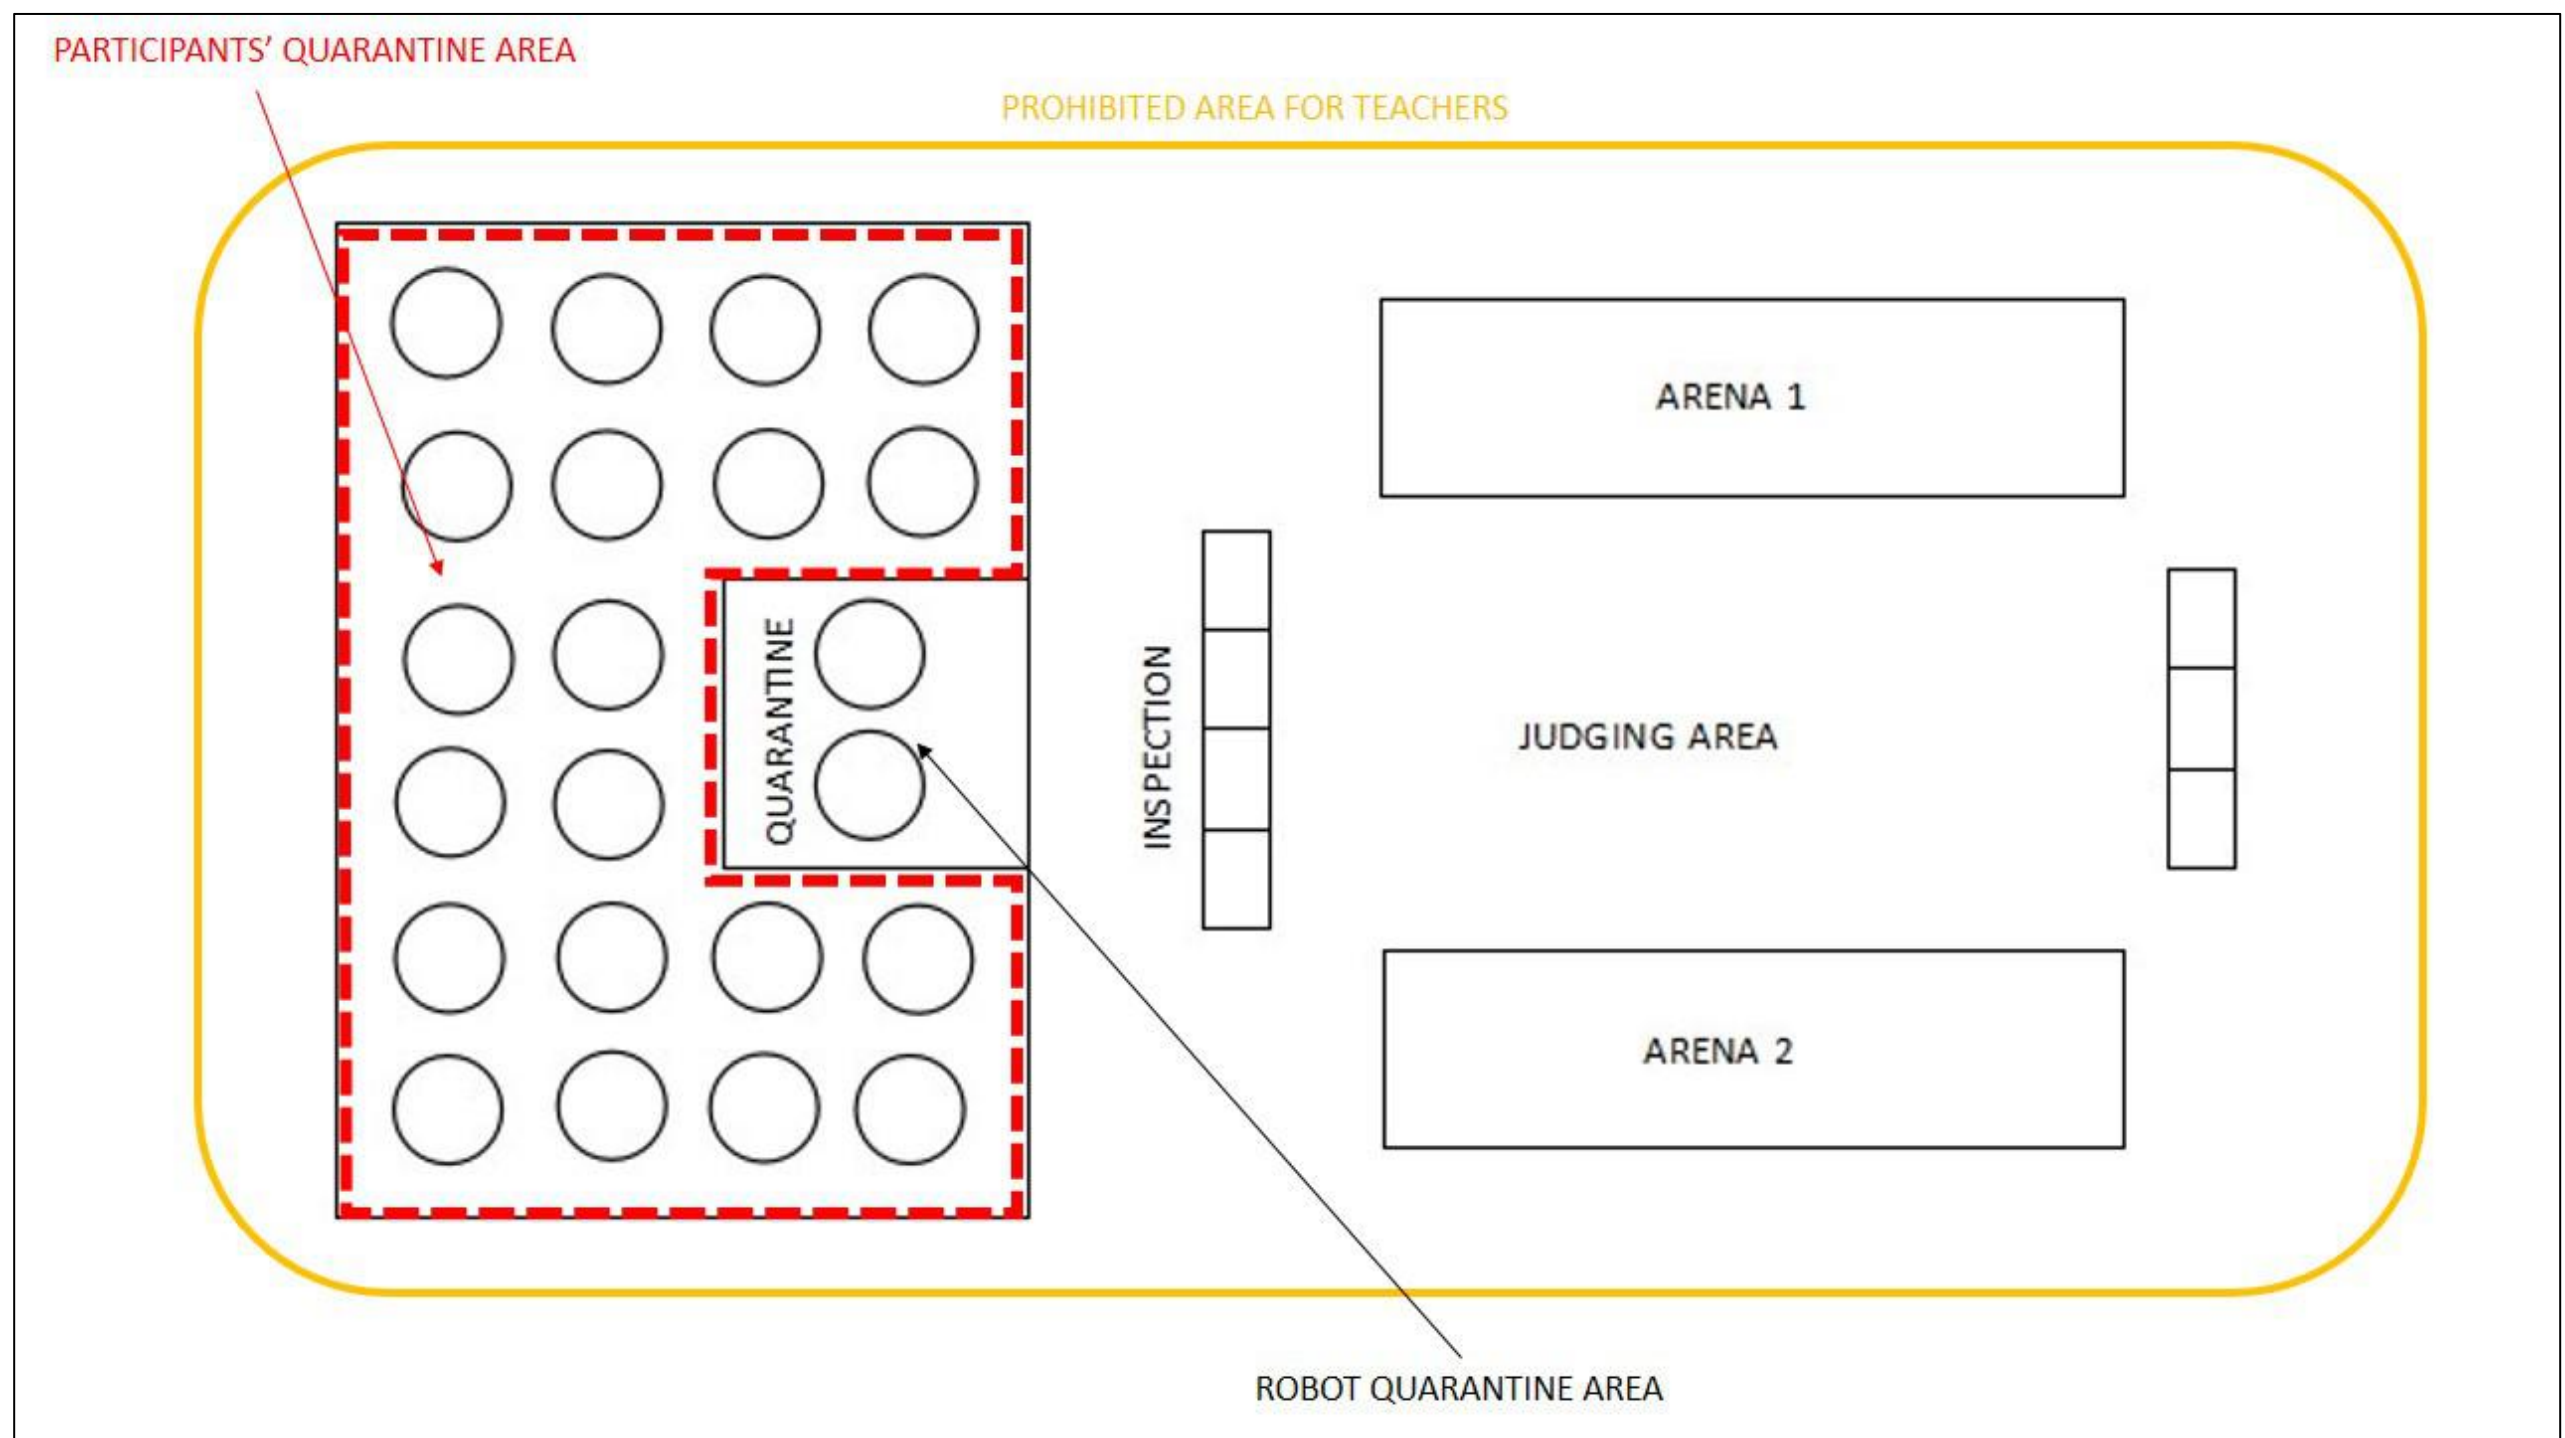 PARTICIPANTS’ QUARANTINE AREA
PROHIBITED AREA FOR TEACHERS
ARENA 1
QUARANTINE
INSPECTION
JUDGING AREA
ARENA 2
ROBOT QUARANTINE AREA